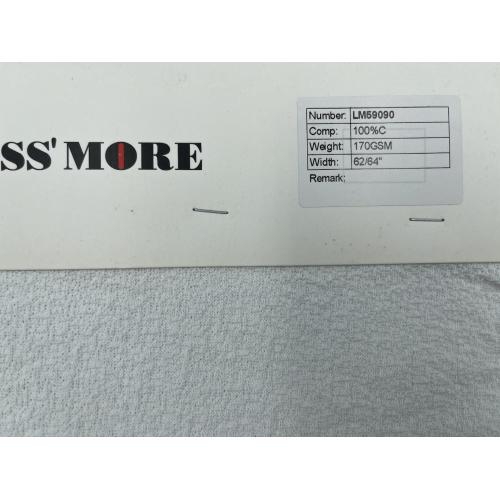 SS' MORE
Number: LM59090
Comp: 100%C
Weight: 170GSM
Width: 62/64"
Remark: